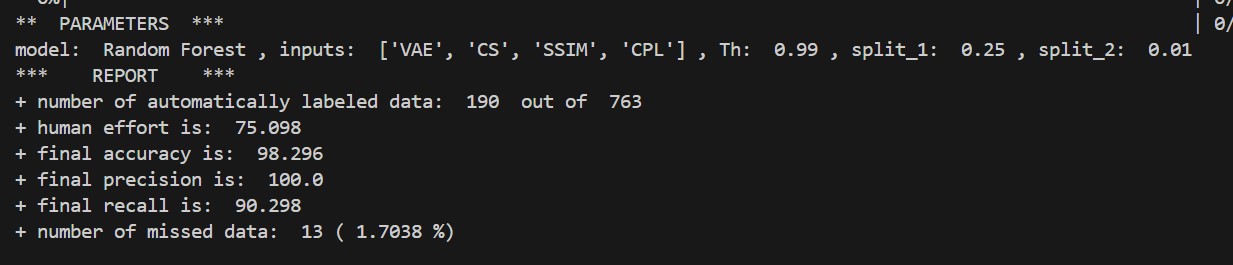 0%|                                                                                                        | 0/
**  PARAMETERS  ***                                                                                         | 0/
model:  Random Forest , inputs:  ['VAE', 'CS', 'SSIM', 'CPL'] , Th:  0.99 , split_1:  0.25 , split_2:  0.01
***    REPORT    ***
+ number of automatically labeled data:  190  out of  763
+ human effort is:  75.098
+ final accuracy is:  98.296
+ final precision is:  100.0
+ final recall is:  90.298
+ number of missed data:  13 ( 1.7038 %)